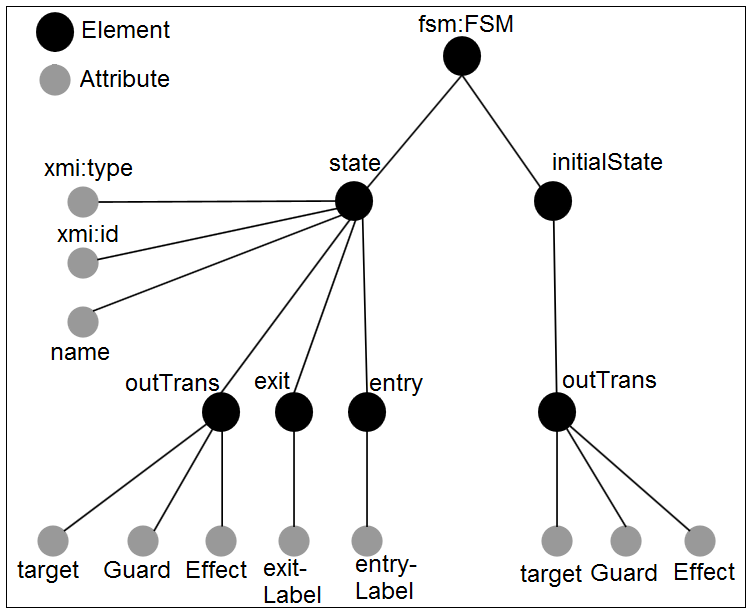 Element
fsm:FSM
Attribute
state
initialState
xmi:type
xmi:id
name
outTrans
exit
entry
outTrans
target
Guard
Effect
exit-
Label
entry-
Label
target
Guard
Effect